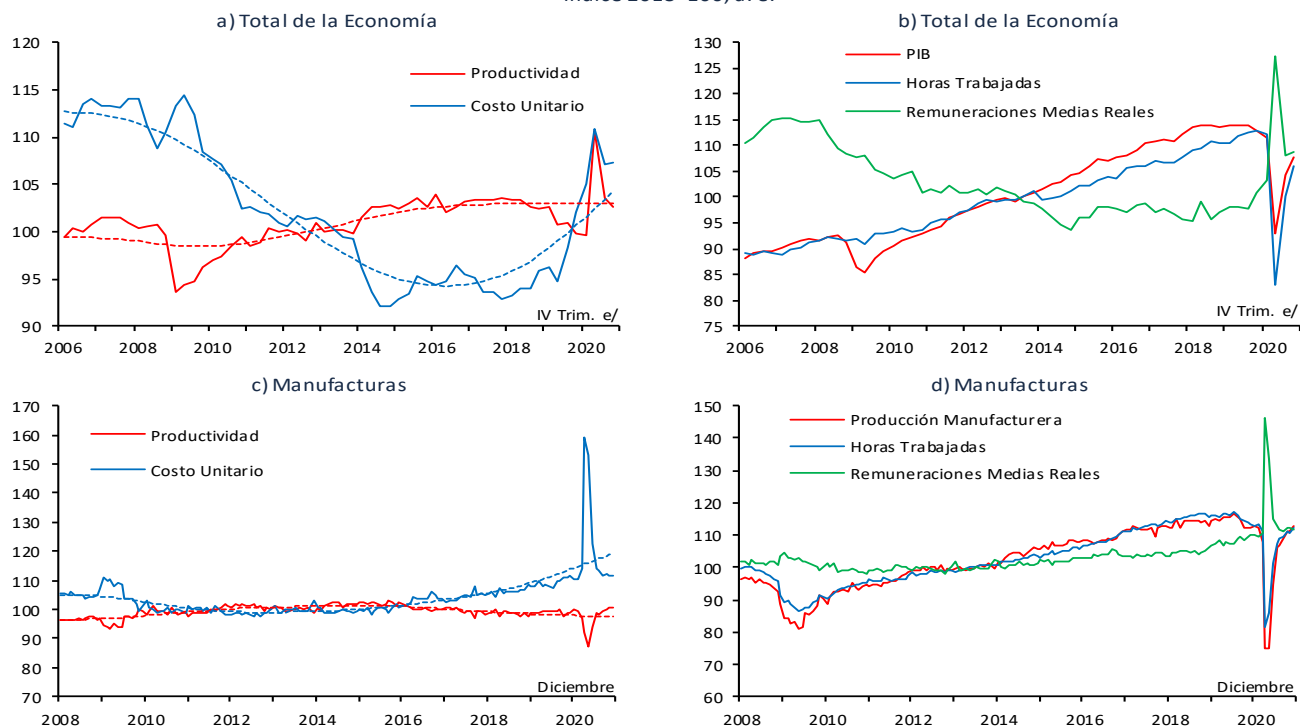 a) Total de la Economía
120
115
110
105
100
95
90
Productividad
Costo Unitario
IV Trim. e/
2006 2008 2010 2012 2014 2016 2018 2020
b) Total de la Economía
130
125
120
115
110
105
100
95
90
85
80
75
PIB
Horas Trabajadas
Remuneraciones Medias Reales
IV Trim. e/
2006 2008 2010 2012 2014 2016 2018 2020
c) Manufacturas
170
160
150
140
130
120
110
100
90
80
70
Productividad
Costo Unitario
Diciembre
2008 2010 2012 2014 2016 2018 2020
d) Manufacturas
150
140
130
120
110
100
90
80
70
60
Producción Manufacturera
Horas Trabajadas
Remuneraciones Medias Reales
Diciembre
2008 2010 2012 2014 2016 2018 2020